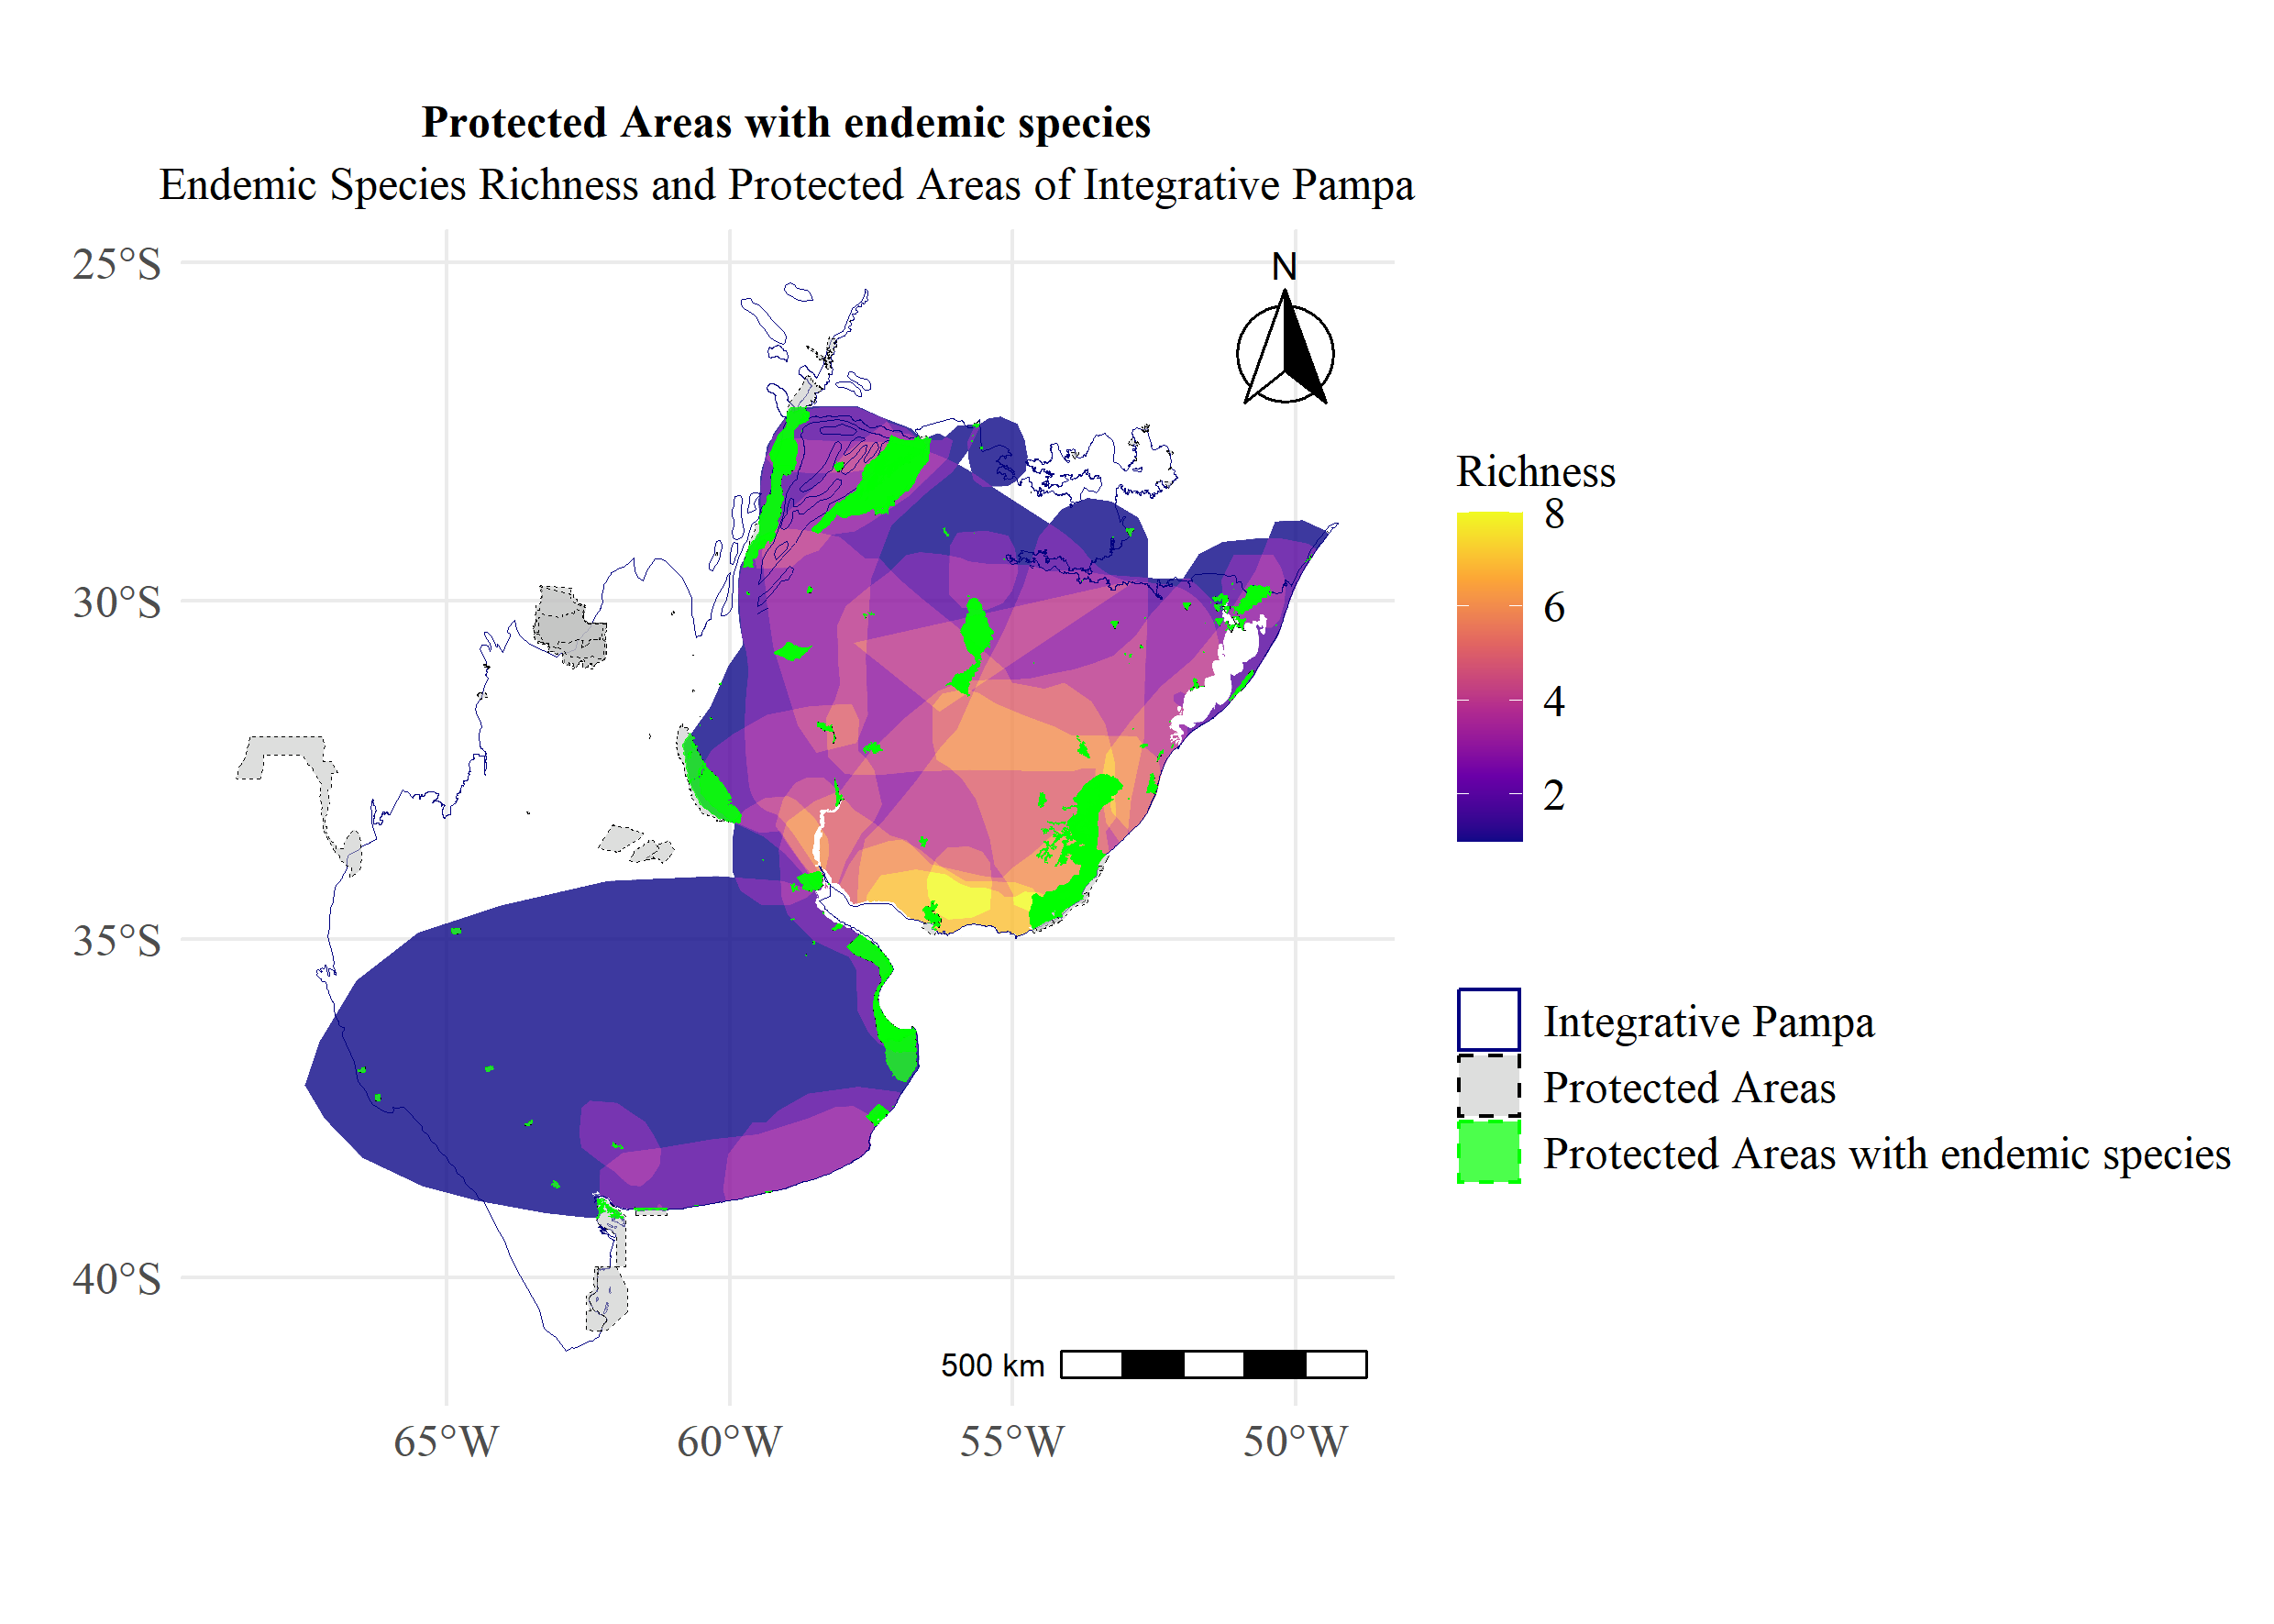 Protected Areas with endemic species
Endemic Species Richness and Protected Areas of Integrative Pampa
25°S
30°S
35°S
40°S
65°W
60°W
55°W
50°W
N
500 km
Richness
8
6
4
2
Integrative Pampa
Protected Areas
Protected Areas with endemic species